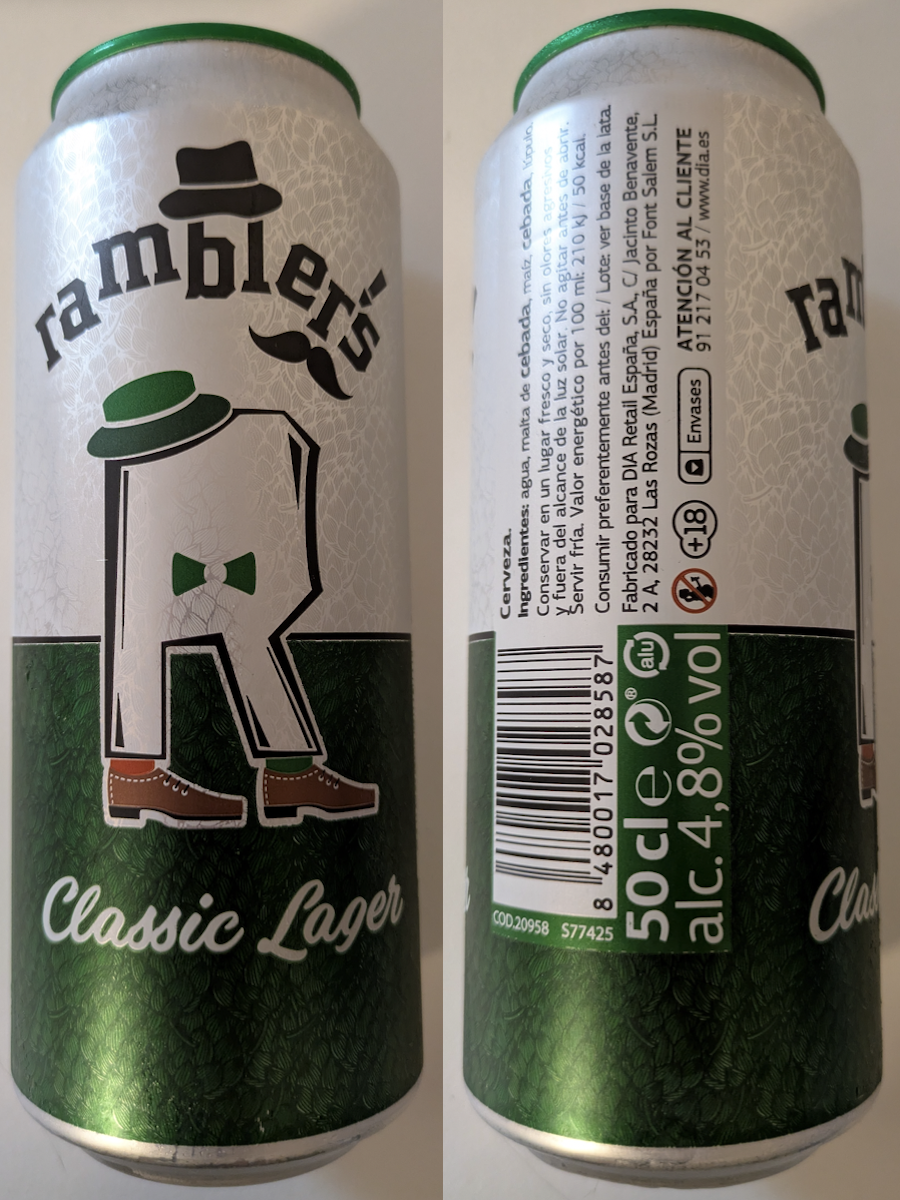 rambler's
Classic Lager
Cerveza.
Ingredientes: agua, malta de cebada, maíz, cebada, lúpulo.
Conservar en un lugar fresco y seco, sin olores agresivos
y fuera del alcance de la luz solar. No agitar antes de abrir.
Servir fría. Valor energético por 100 ml: 210 kJ / 50 kcal.
Consumir preferentemente antes del: / Lote: ver base de la lata.
Fabricado para DIA Retail España, S.A., C/ Jacinto Benavente,
2 A, 28232 Las Rozas (Madrid) España por Font Salem S.L.
+18
Envases
ATENCIÓN AL CLIENTE
91 217 04 53 / www.dia.es
8 480017 028587
COD.20958 S77425
50 cl e ® alu
alc. 4,8% vol
ram
Clas